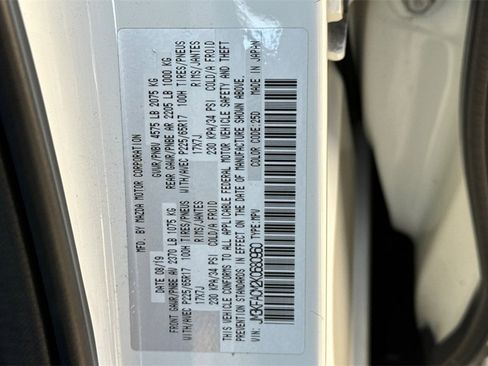 MFD. BY MAZDA MOTOR CORPORATION
DATE 08/19 GVWR/PNBV 4575 LB 2075 KG
FRONT GAWR/PNBE AV 2370 LB 1075 KG REAR GAWR/PNBE AR 2205 LB 1000 KG
WITH/AVEC P225/65R17 100H TIRES/PNEUS WITH/AVEC P225/65R17 100H TIRES/PNEUS
17X7J RIMS/JANTES 17X7J RIMS/JANTES
230 KPA/34 PSI COLD/A FROID 230 KPA/34 PSI COLD/A FROID
THIS VEHICLE CONFORMS TO ALL APPLICABLE FEDERAL MOTOR VEHICLE SAFETY AND THEFT
PREVENTION STANDARDS IN EFFECT ON THE DATE OF MANUFACTURE SHOWN ABOVE.
VIN: TYPE: MPV COLOR: 25D MADE IN JAPAN